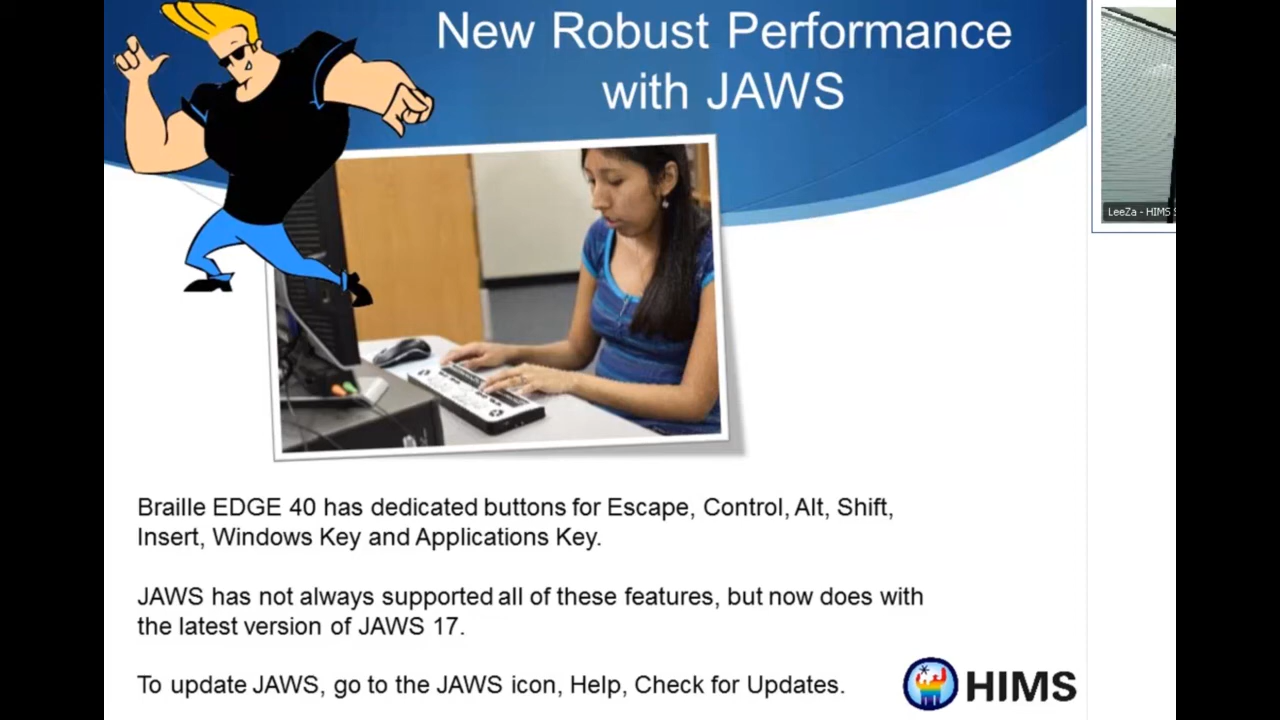 New Robust Performance
with JAWS
LeeZa - HIMS
Braille EDGE 40 has dedicated buttons for Escape, Control, Alt, Shift,
Insert, Windows Key and Applications Key.
JAWS has not always supported all of these features, but now does with
the latest version of JAWS 17.
To update JAWS, go to the JAWS icon, Help, Check for Updates.
HIMS